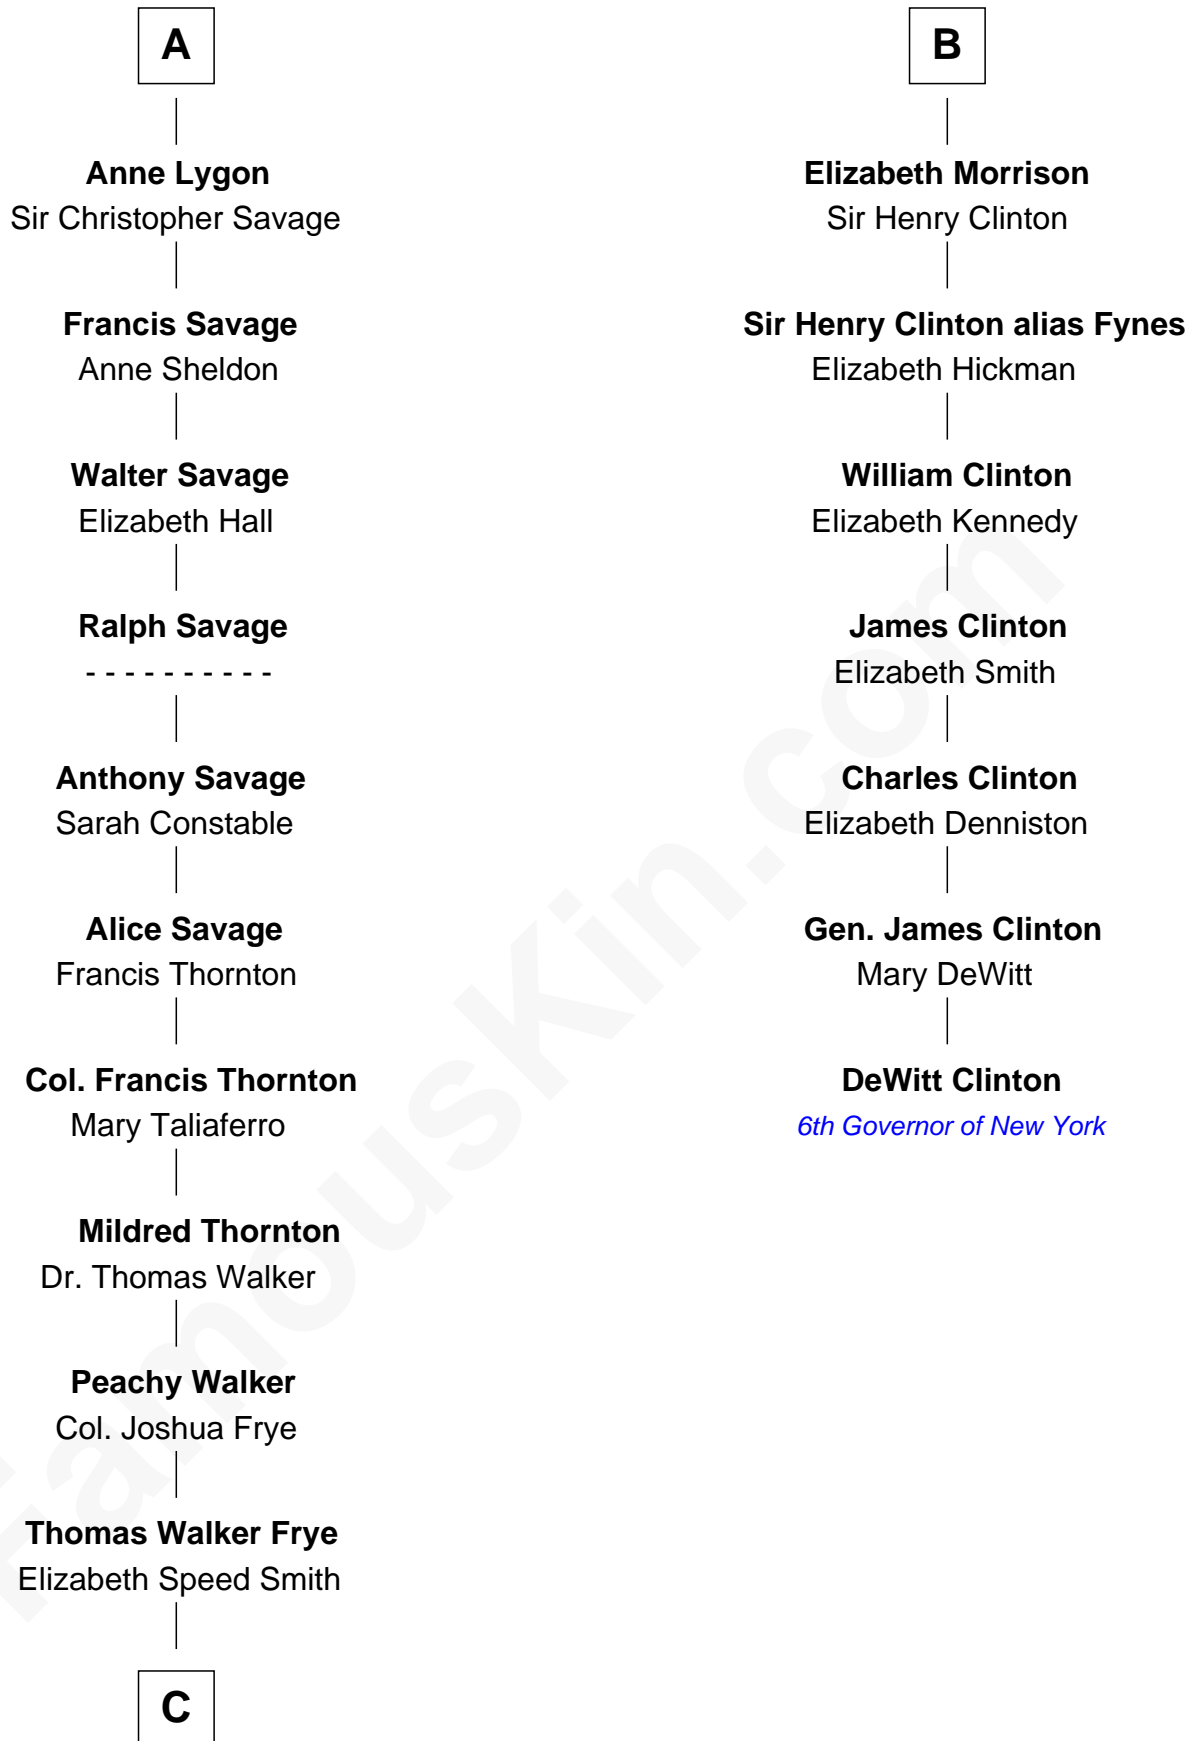 A
Anne Lygon
Sir Christopher Savage
Francis Savage
Anne Sheldon
Walter Savage
Elizabeth Hall
Ralph Savage
- - - - - - - - - -
Anthony Savage
Sarah Constable
Alice Savage
Francis Thornton
Col. Francis Thornton
Mary Taliaferro
Mildred Thornton
Dr. Thomas Walker
Peachy Walker
Col. Joshua Frye
Thomas Walker Frye
Elizabeth Speed Smith
C
B
Elizabeth Morrison
Sir Henry Clinton
Sir Henry Clinton alias Fynes
Elizabeth Hickman
William Clinton
Elizabeth Kennedy
James Clinton
Elizabeth Smith
Charles Clinton
Elizabeth Denniston
Gen. James Clinton
Mary DeWitt
DeWitt Clinton
6th Governor of New York
FamousKin.com